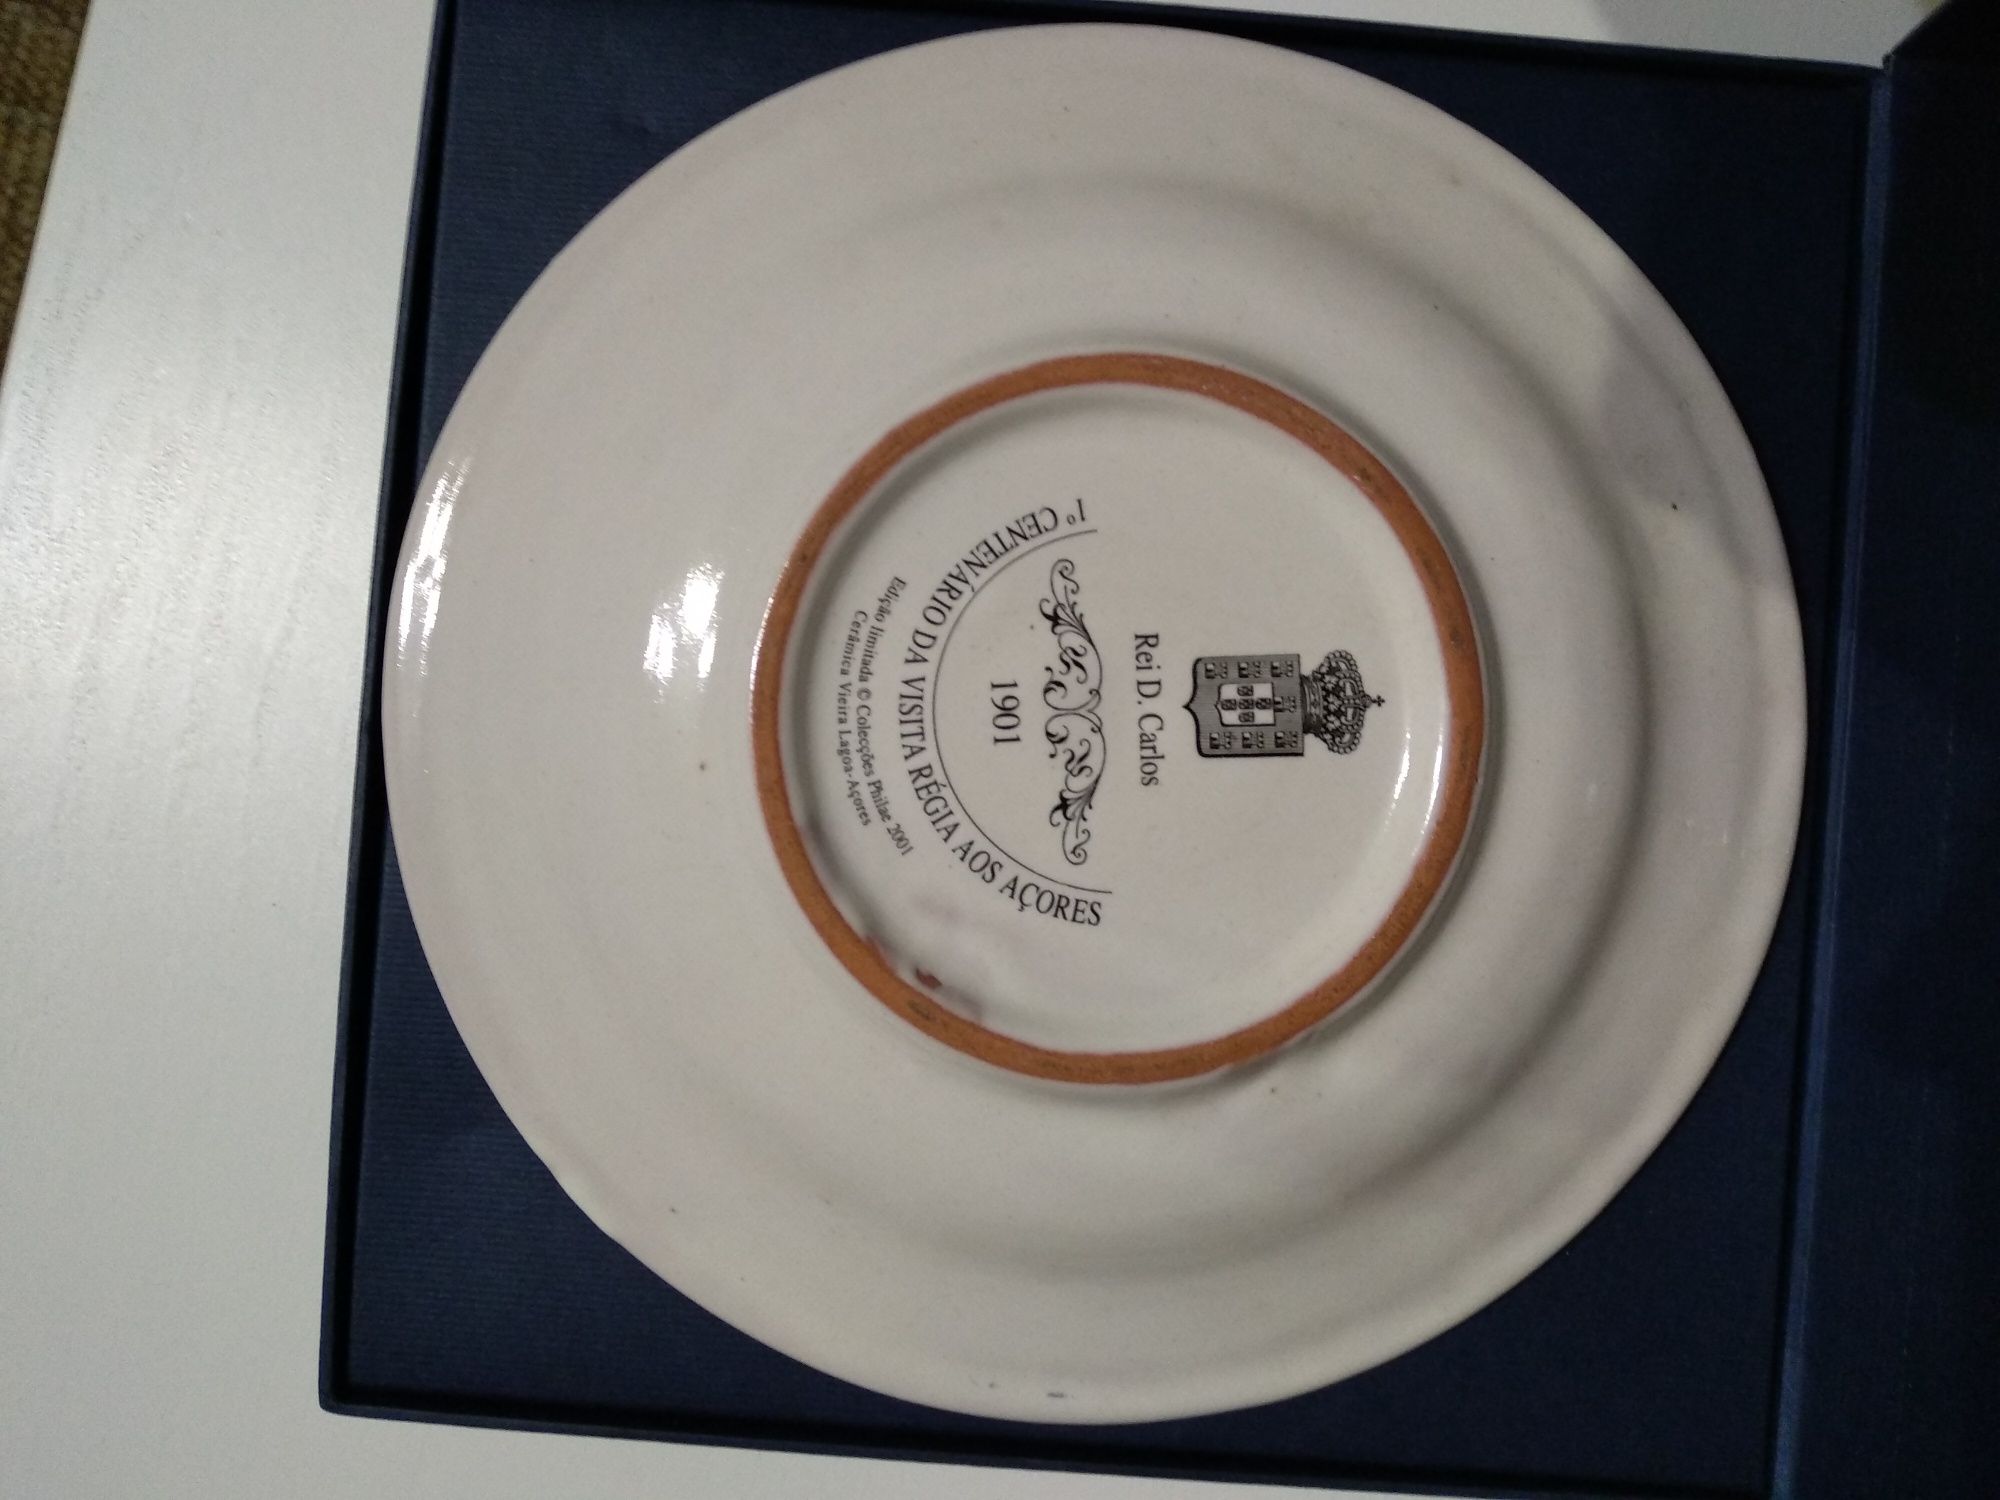 Rei D. Carlos
1901
1º CENTENÁRIO DA VISITA RÉGIA AOS AÇORES
Edição limitada © Colecções Philae 2001
Cerâmica Vieira Lagoa-Açores